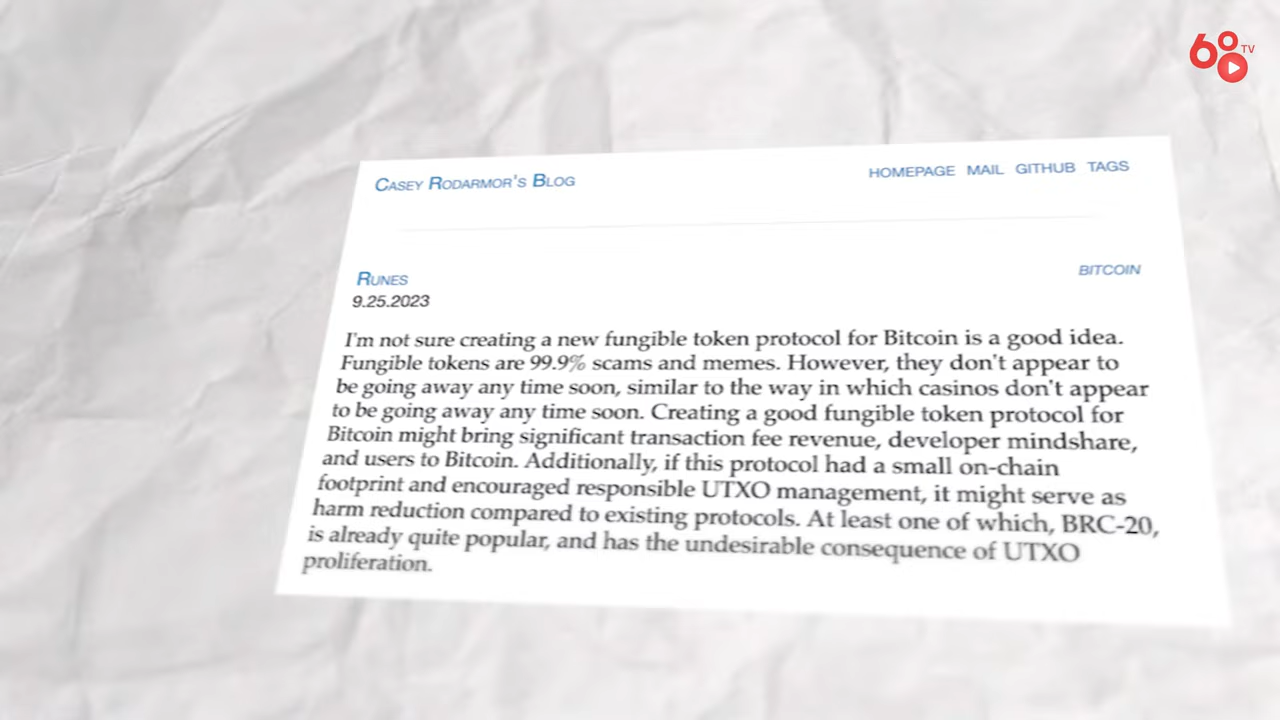 68 TV
CASEY RODARMOR'S BLOG
HOMEPAGE MAIL GITHUB TAGS
RUNES
BITCOIN
9.25.2023
I'm not sure creating a new fungible token protocol for Bitcoin is a good idea.
Fungible tokens are 99.9% scams and memes. However, they don't appear to
be going away any time soon, similar to the way in which casinos don't appear
to be going away any time soon. Creating a good fungible token protocol for
Bitcoin might bring significant transaction fee revenue, developer mindshare,
and users to Bitcoin. Additionally, if this protocol had a small on-chain
footprint and encouraged responsible UTXO management, it might serve as
harm reduction compared to existing protocols. At least one of which, BRC-20,
is already quite popular, and has the undesirable consequence of UTXO
proliferation.